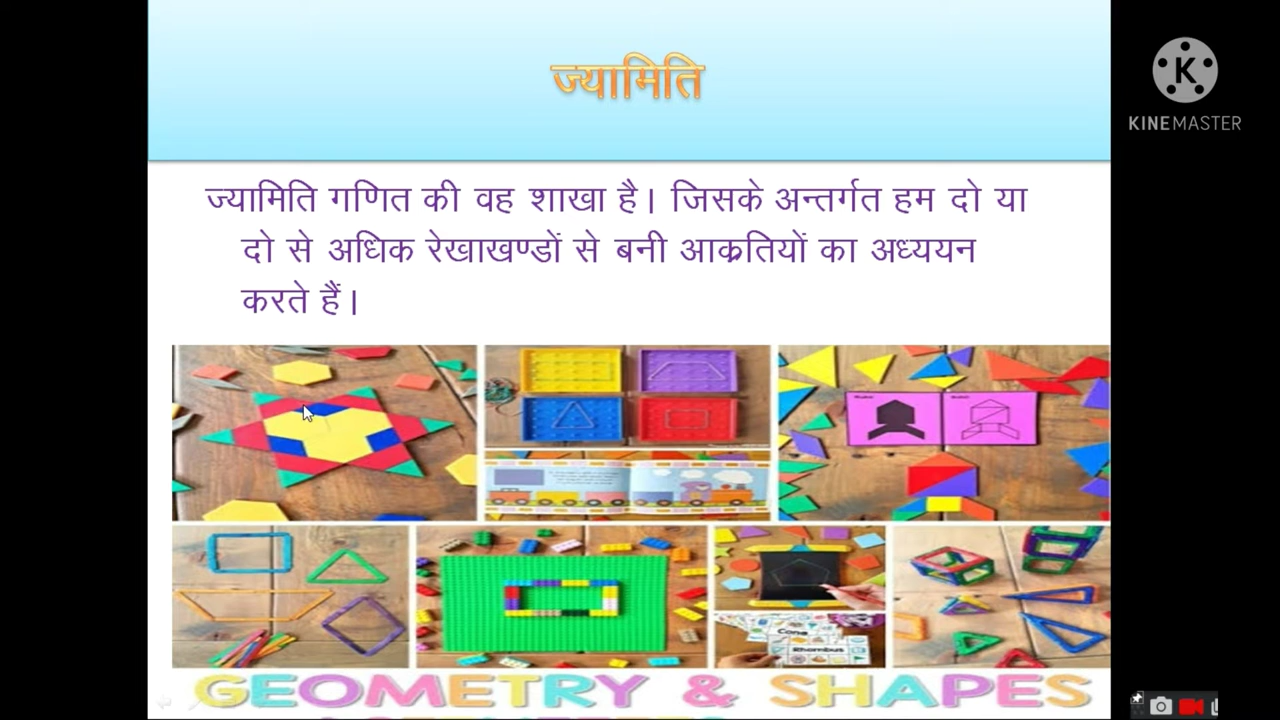 ज्यामिति
K
KINEMASTER
ज्यामिति गणित की वह शाखा है। जिसके अन्तर्गत हम दो या
दो से अधिक रेखाखण्डों से बनी आकृतियों का अध्ययन
करते हैं।
Cone
Rhombus
GEOMETRY & SHAPES